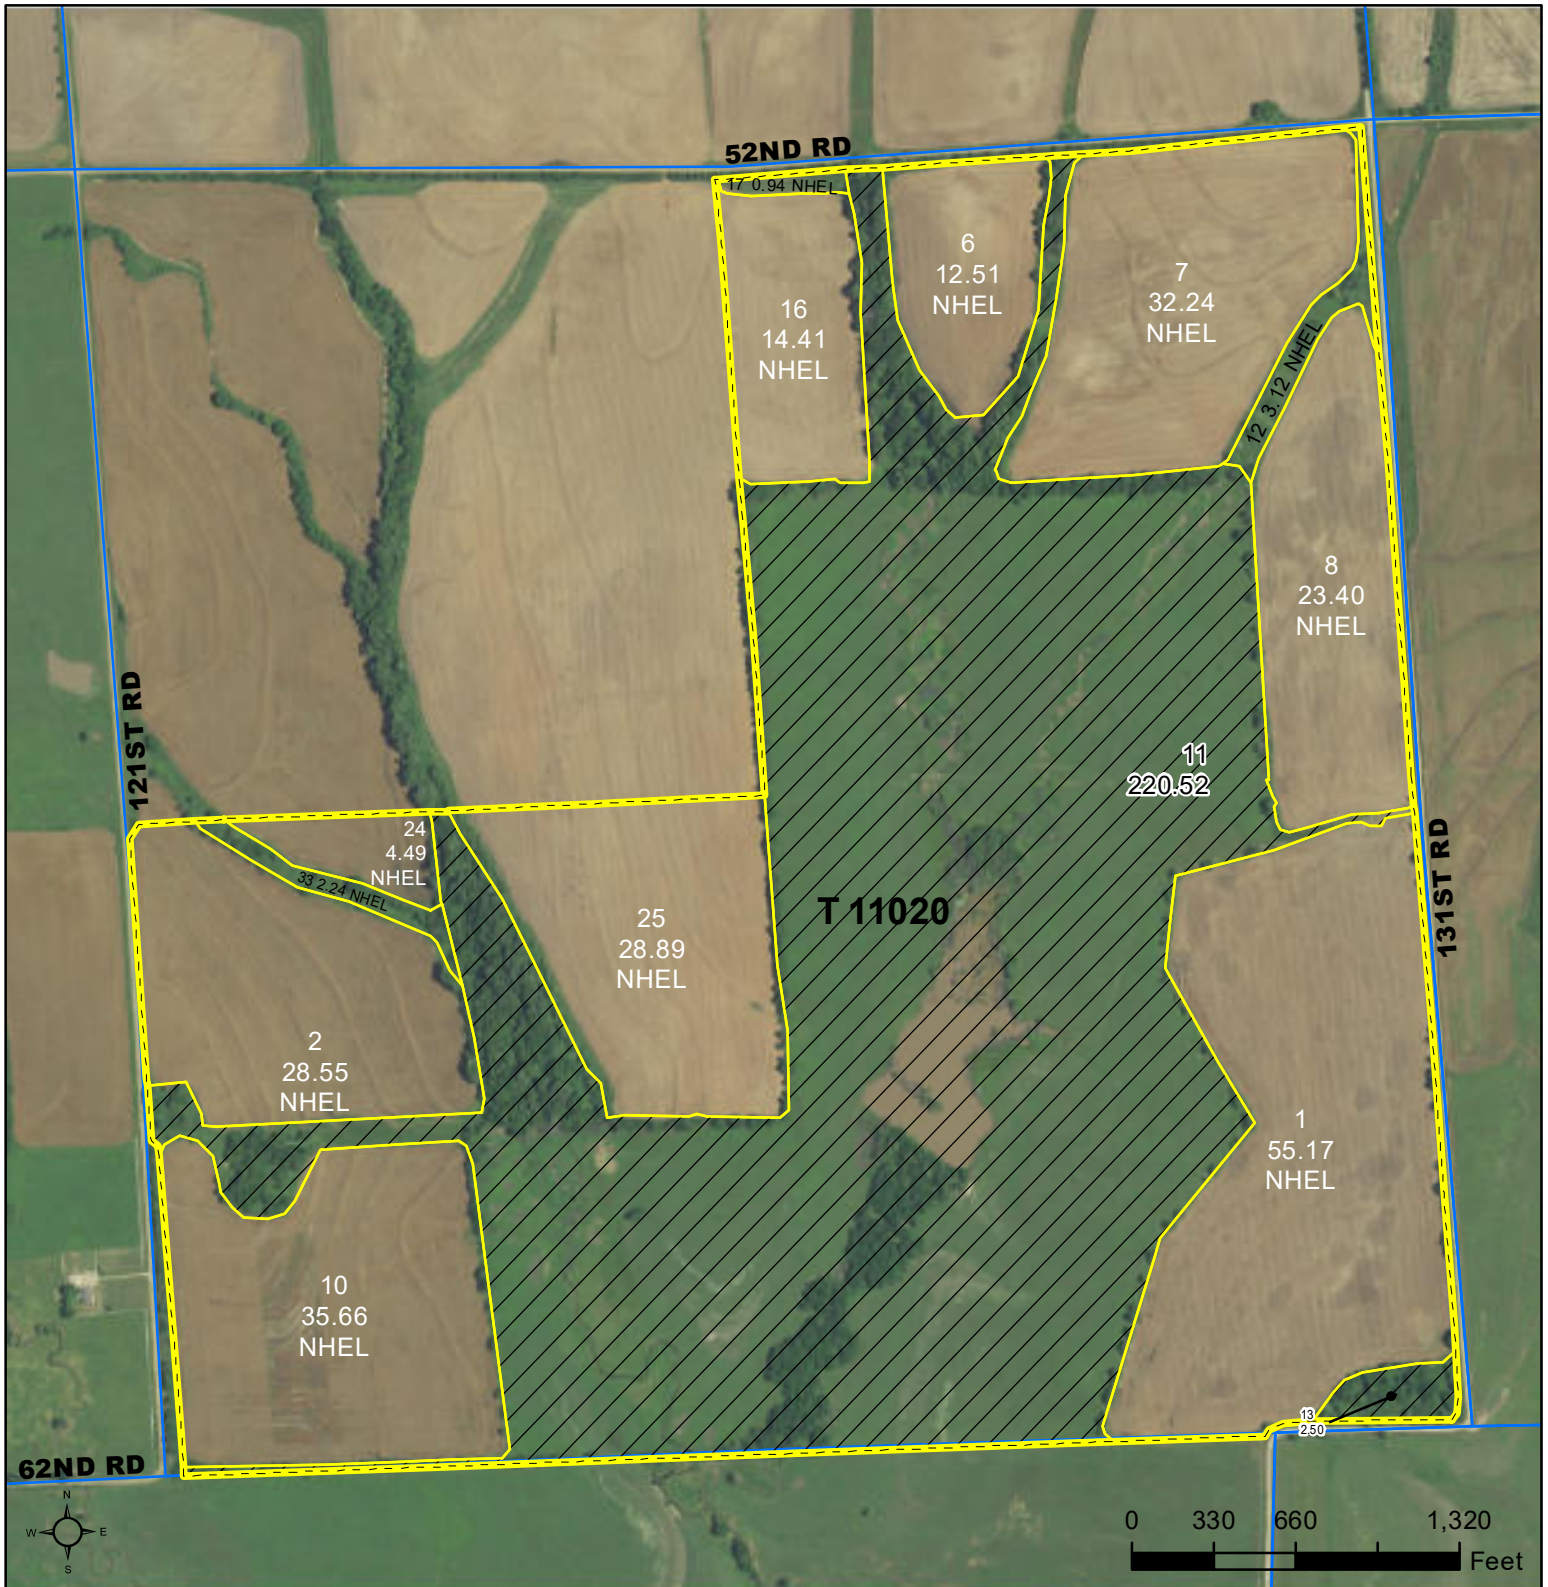 52ND RD
17 0.94 NHEL
6
12.51
NHEL
7
32.24
NHEL
16
14.41
NHEL
12 3.12 NHEL
8
23.40
NHEL
121ST RD
11
220.52
24
4.49
NHEL
33 2.24 NHEL
25
28.89
NHEL
T 11020
131ST RD
2
28.55
NHEL
1
55.17
NHEL
10
35.66
NHEL
13
2.50
62ND RD
N
W E
S
0 330 660 1,320
Feet